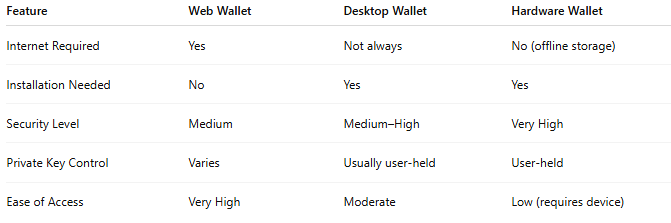 Feature Web Wallet Desktop Wallet Hardware Wallet
Internet Required Yes Not always No (offline storage)
Installation Needed No Yes Yes
Security Level Medium Medium–High Very High
Private Key Control Varies Usually user-held User-held
Ease of Access Very High Moderate Low (requires device)